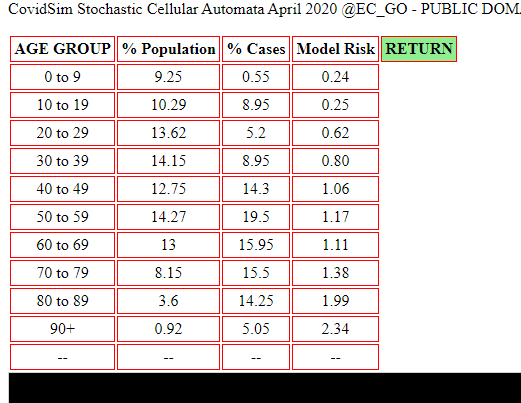 CovidSim Stochastic Cellular Automata April 2020 @EC_GO - PUBLIC DOM
AGE GROUP % Population % Cases Model Risk RETURN
0 to 9 9.25 0.55 0.24
10 to 19 10.29 8.95 0.25
20 to 29 13.62 5.2 0.62
30 to 39 14.15 8.95 0.80
40 to 49 12.75 14.3 1.06
50 to 59 14.27 19.5 1.17
60 to 69 13 15.95 1.11
70 to 79 8.15 15.5 1.38
80 to 89 3.6 14.25 1.99
90+ 0.92 5.05 2.34
-- -- -- --